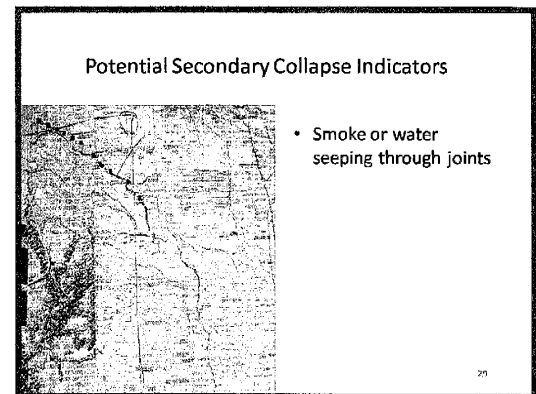 Potential Secondary Collapse Indicators
• Smoke or water
seeping through joints